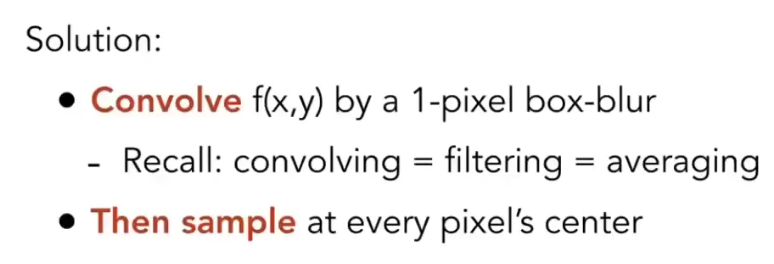 Solution:
• Convolve f(x,y) by a 1-pixel box-blur
- Recall: convolving = filtering = averaging
• Then sample at every pixel’s center